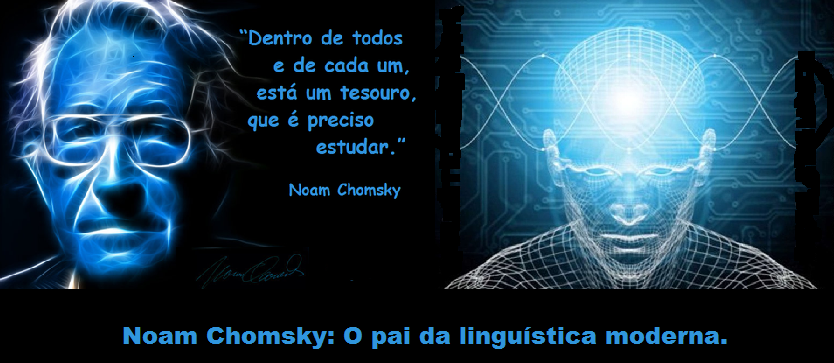 “Dentro de todos
e de cada um,
está um tesouro,
que é preciso
estudar.”
Noam Chomsky
Noam Chomsky: O pai da linguística moderna.